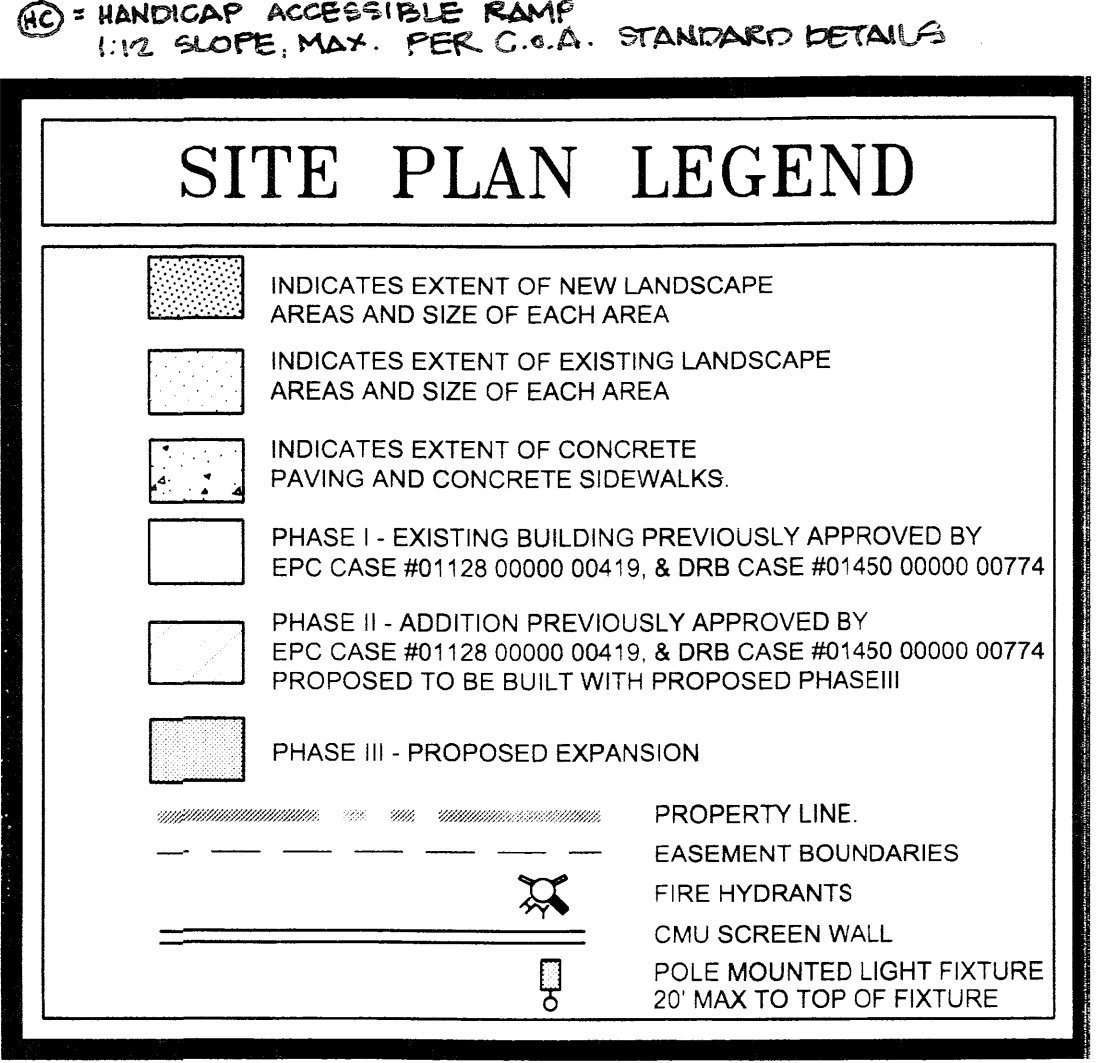 HC = HANDICAP ACCESSIBLE RAMP
1:12 SLOPE, MAX. PER C.O.A. STANDARD DETAILS
SITE PLAN LEGEND
INDICATES EXTENT OF NEW LANDSCAPE
AREAS AND SIZE OF EACH AREA
INDICATES EXTENT OF EXISTING LANDSCAPE
AREAS AND SIZE OF EACH AREA
INDICATES EXTENT OF CONCRETE
PAVING AND CONCRETE SIDEWALKS.
PHASE I - EXISTING BUILDING PREVIOUSLY APPROVED BY
EPC CASE #01128 00000 00419, & DRB CASE #01450 00000 00774
PHASE II - ADDITION PREVIOUSLY APPROVED BY
EPC CASE #01128 00000 00419, & DRB CASE #01450 00000 00774
PROPOSED TO BE BUILT WITH PROPOSED PHASEIII
PHASE III - PROPOSED EXPANSION
PROPERTY LINE.
EASEMENT BOUNDARIES
FIRE HYDRANTS
CMU SCREEN WALL
POLE MOUNTED LIGHT FIXTURE
20' MAX TO TOP OF FIXTURE